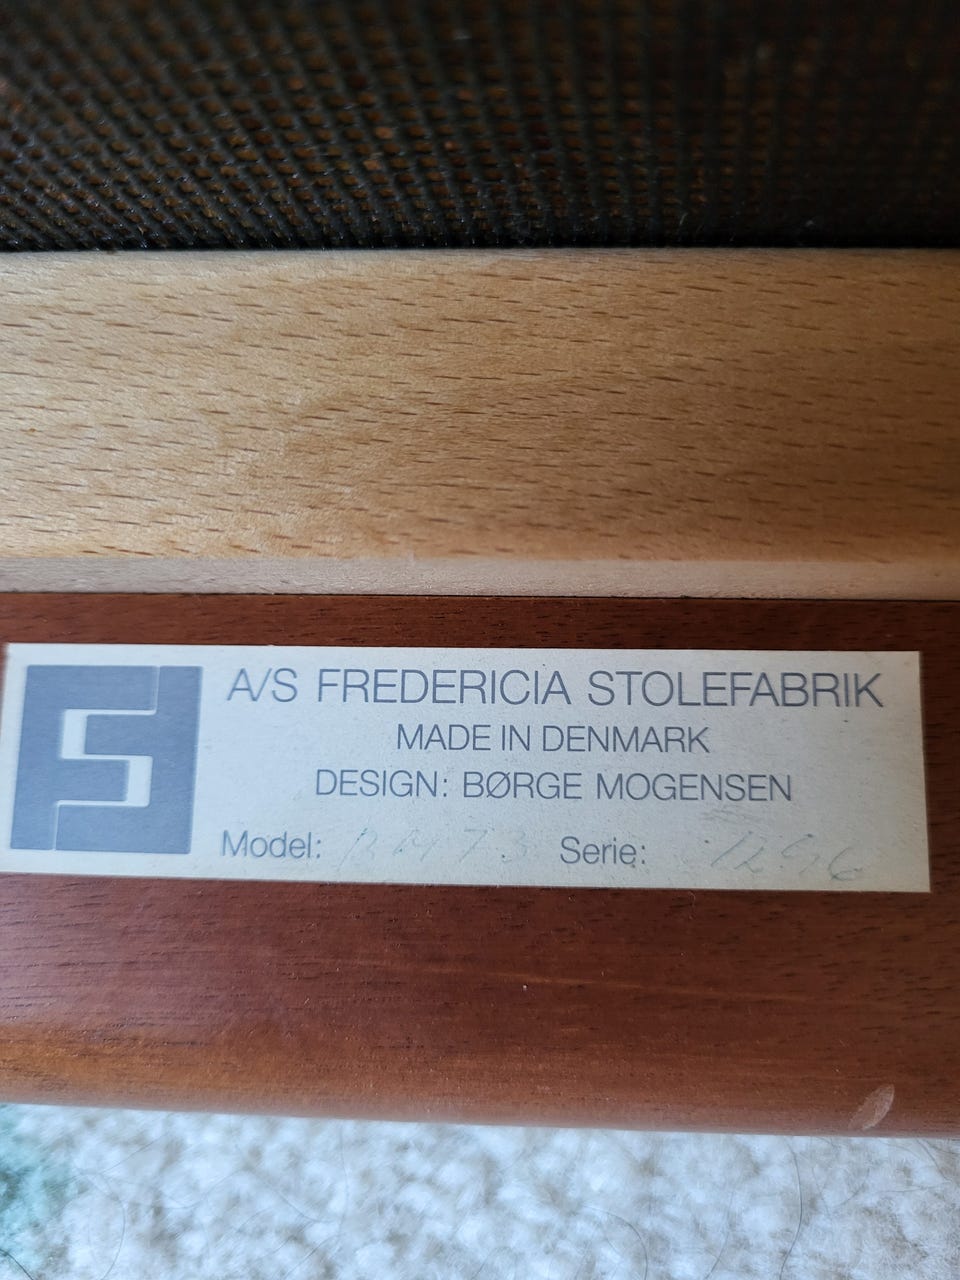 A/S FREDERICIA STOLEFABRIK
MADE IN DENMARK
DESIGN: BØRGE MOGENSEN
Model: Serie: